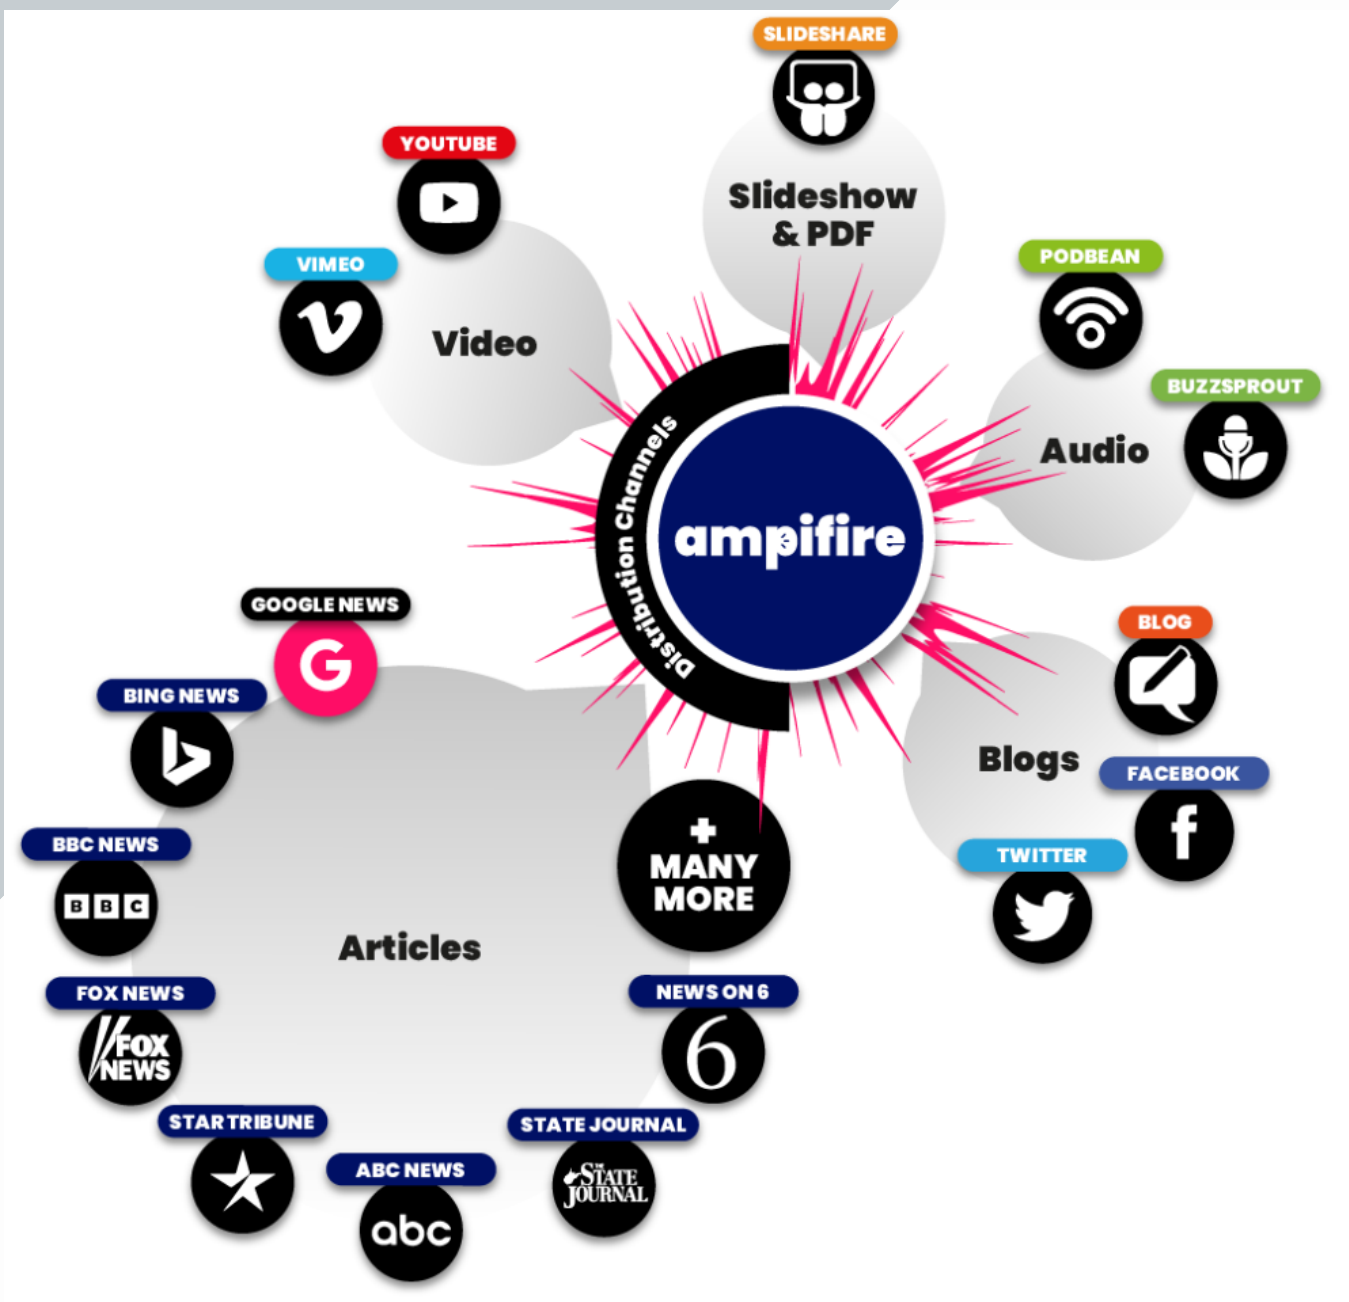 SLIDESHARE
Slideshow
& PDF
YOUTUBE
VIMEO
Video
PODBEAN
BUZZSPROUT
Audio
Distribution Channels
ampifire
GOOGLE NEWS
G
BING NEWS
b
BBC NEWS
BBC
FOX NEWS
FOX
NEWS
STAR TRIBUNE
ABC NEWS
abc
STATE JOURNAL
THE
STATE
JOURNAL
NEWS ON 6
6
+
MANY
MORE
Articles
BLOG
Blogs
FACEBOOK
f
TWITTER